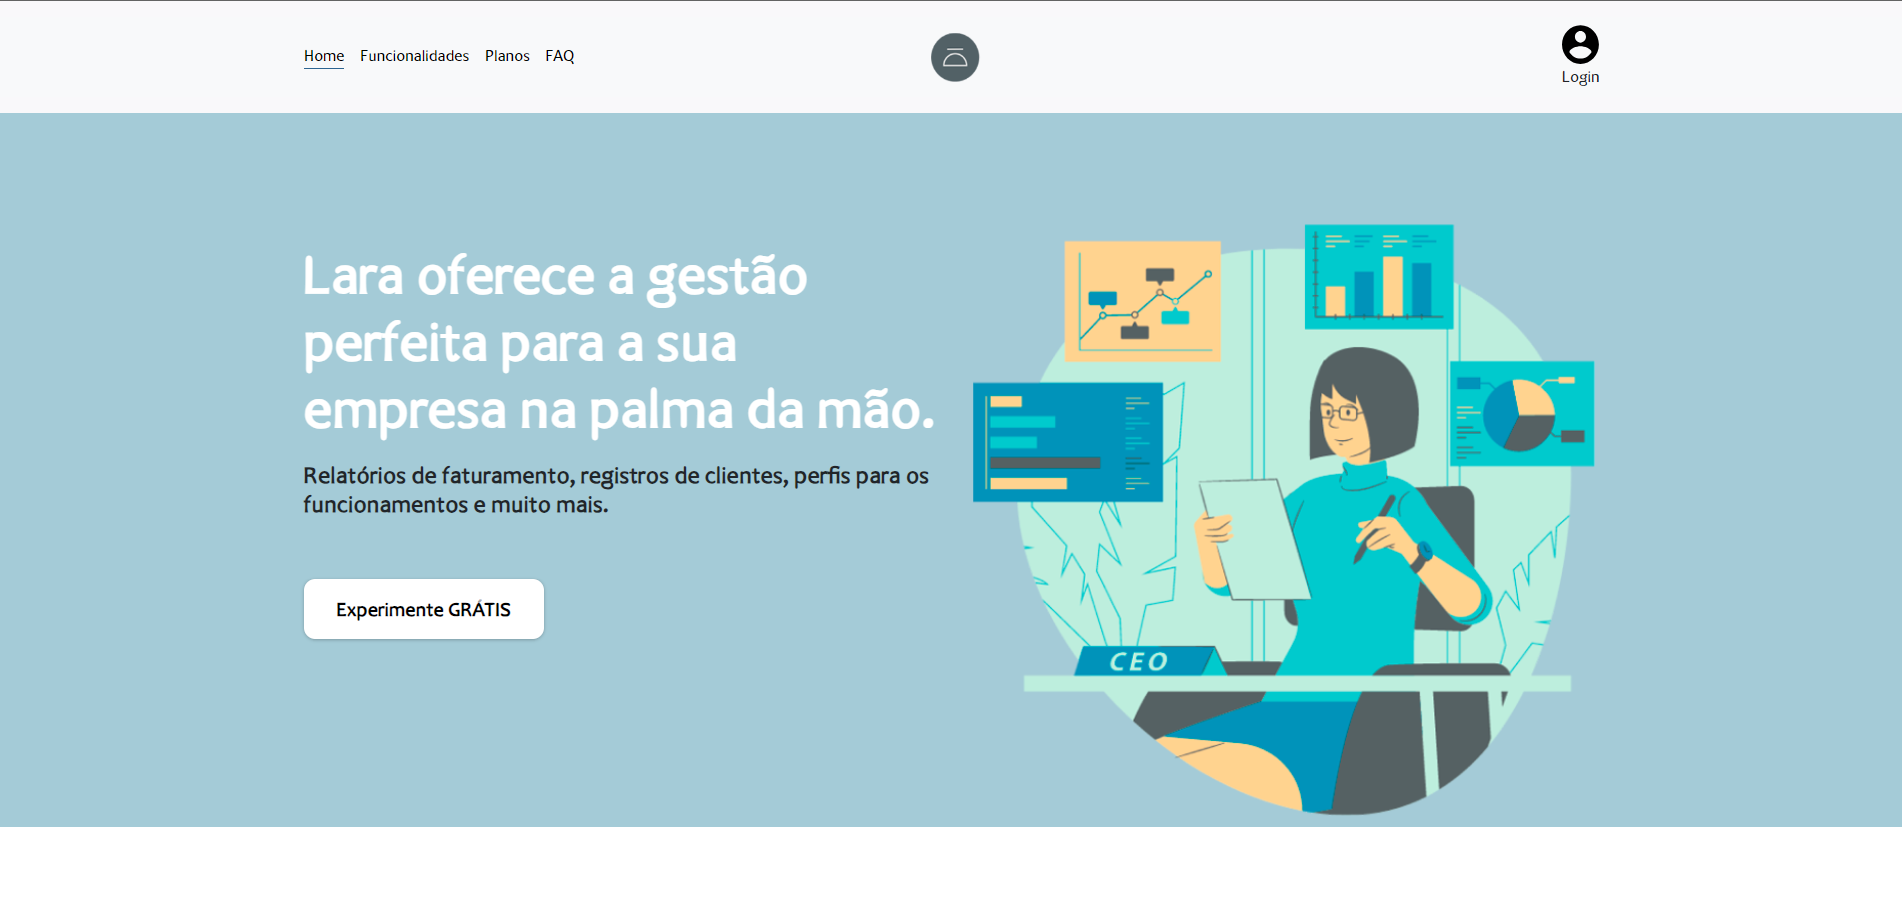 Home Funcionalidades Planos FAQ
Login
Lara oferece a gestão
perfeita para a sua
empresa na palma da mão.
Relatórios de faturamento, registros de clientes, perfis para os
funcionamentos e muito mais.
Experimente GRÁTIS
CEO